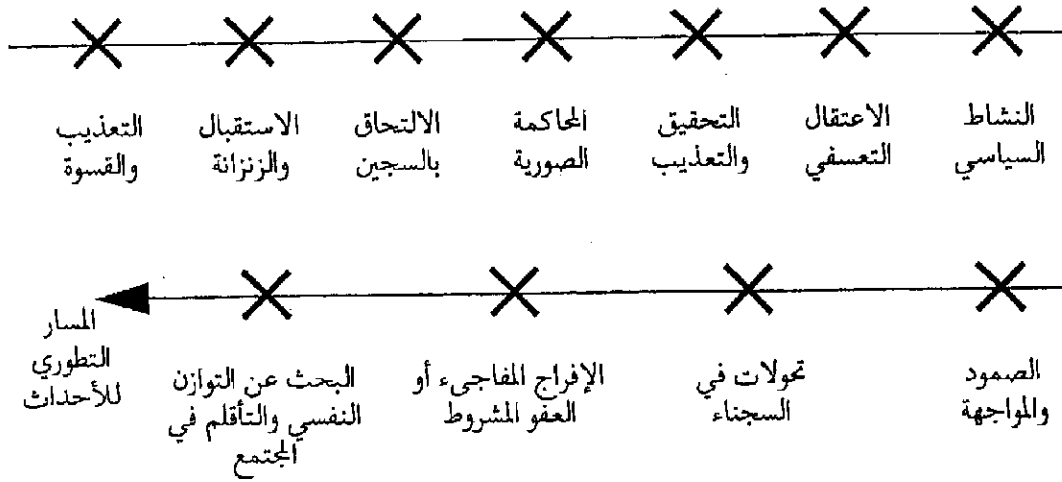 النشاط
السياسي
الاعتقال
التعسفي
التحقيق
والتعذيب
المحاكمة
الصورية
الالتحاق
بالسجين
الاستقبال
والزنزانة
التعذيب
والقسوة
الصمود
والمواجهة
تحولات في
السجناء
الإفراج المفاجىء أو
العفو المشروط
البحث عن التوازن
النفسي والتأقلم في
المجتمع
المسار
التطوري
للأحداث